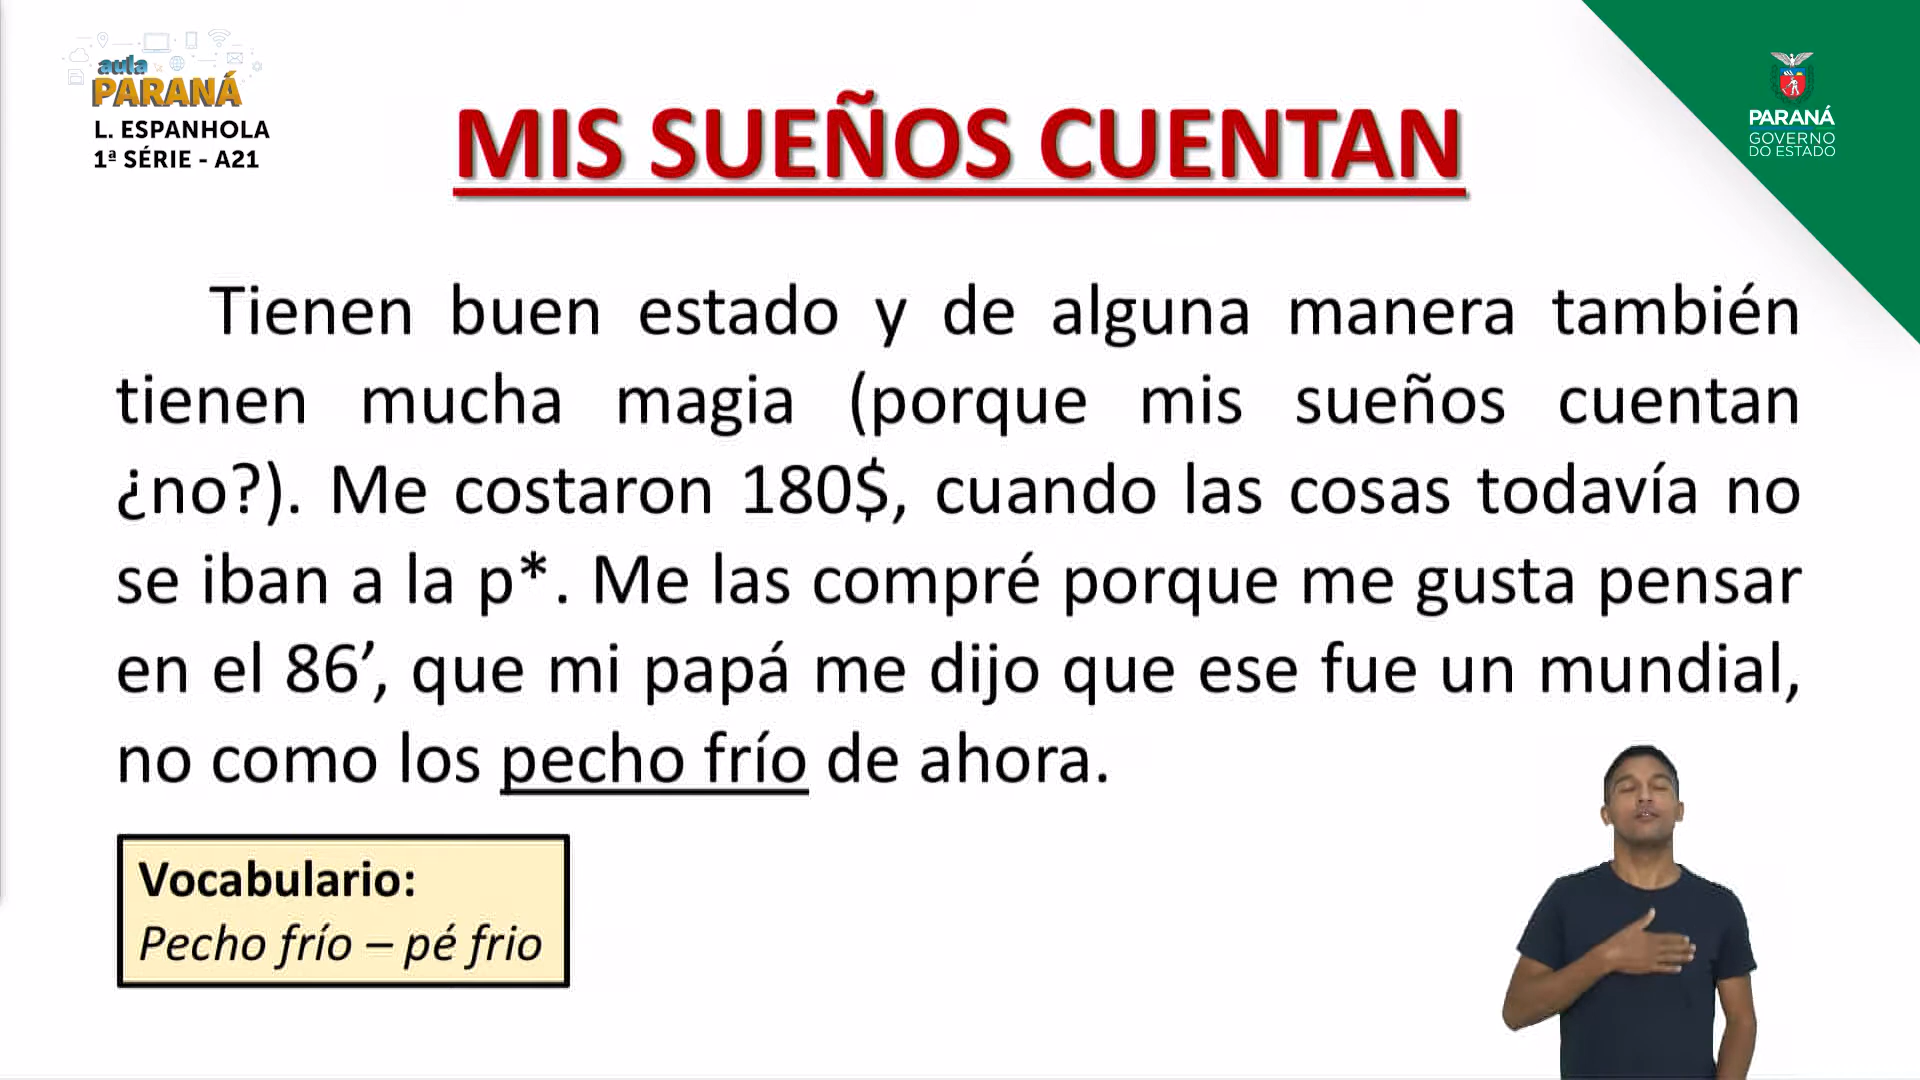 aula
PARANÁ
L. ESPANHOLA
1ª SÉRIE - A21
MIS SUEÑOS CUENTAN
PARANÁ
GOVERNO
DO ESTADO
Tienen buen estado y de alguna manera también
tienen mucha magia (porque mis sueños cuentan
¿no?). Me costaron 180$, cuando las cosas todavía no
se iban a la p*. Me las compré porque me gusta pensar
en el 86’, que mi papá me dijo que ese fue un mundial,
no como los pecho frío de ahora.
Vocabulario:
Pecho frío – pé frio